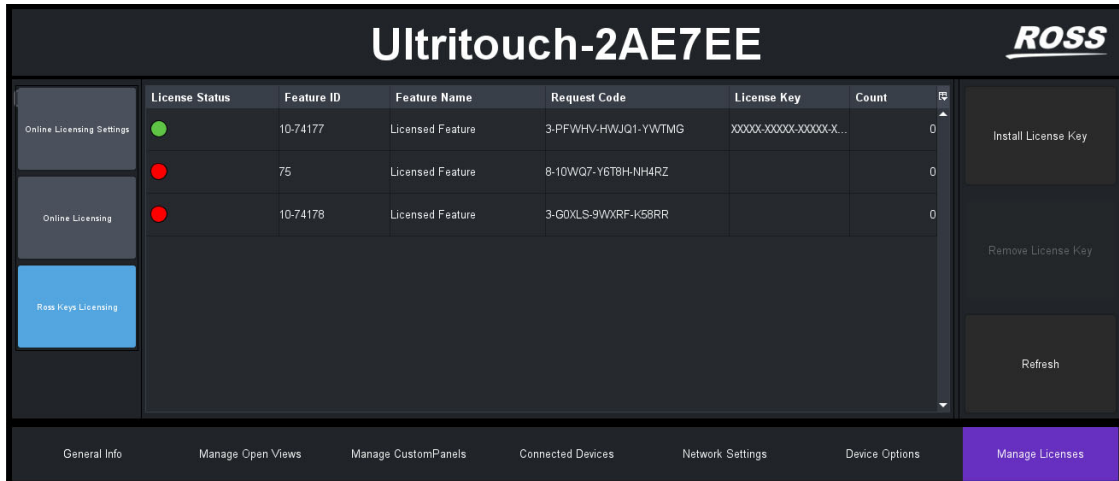 Ultritouch-2AE7EE
ROSS
Online Licensing Settings
Online Licensing
Ross Keys Licensing
License Status Feature ID Feature Name Request Code License Key Count
10-74177 Licensed Feature 3-PFWHV-HWJQ1-YWTMG XXXXX-XXXXX-XXXXX-X... 0
75 Licensed Feature 8-10WQ7-Y6T8H-NH4RZ 0
10-74178 Licensed Feature 3-G0XLS-9WXRF-K58RR 0
Install License Key
Remove License Key
Refresh
General Info Manage Open Views Manage CustomPanels Connected Devices Network Settings Device Options Manage Licenses